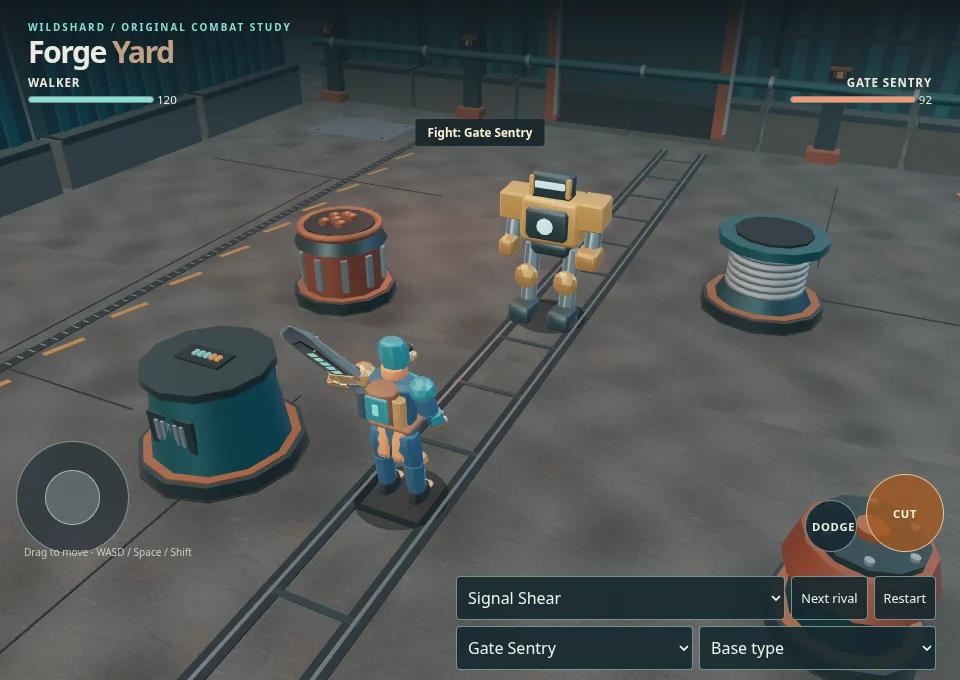 WILDSHARD / ORIGINAL COMBAT STUDY
Forge Yard
WALKER
120
GATE SENTRY
92
Fight: Gate Sentry
Drag to move · WASD / Space / Shift
DODGE
CUT
Signal Shear
Next rival
Restart
Gate Sentry
Base type